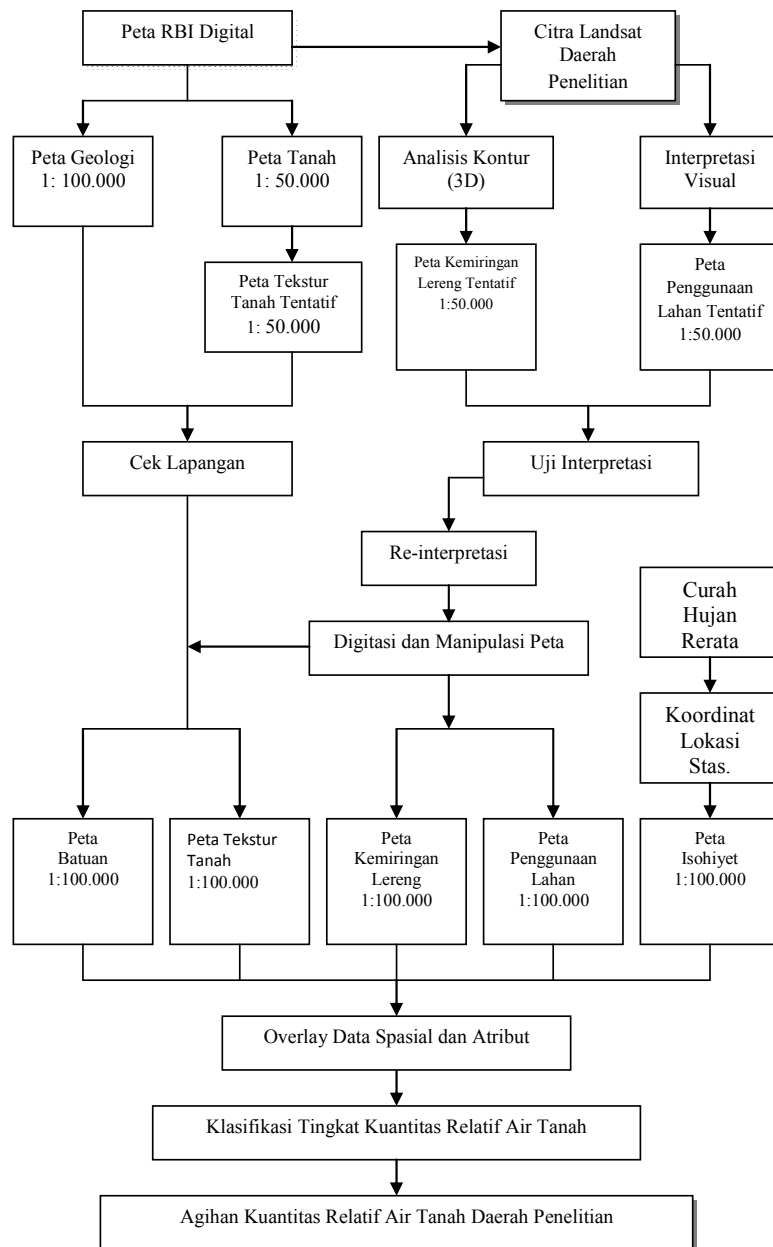 Peta RBI Digital
Citra Landsat
Daerah
Penelitian
Peta Geologi
1: 100.000
Peta Tanah
1: 50.000
Analisis Kontur
(3D)
Interpretasi
Visual
Peta Tekstur
Tanah Tentatif
1: 50.000
Peta Kemiringan
Lereng Tentatif
1:50.000
Peta
Penggunaan
Lahan Tentatif
1:50.000
Cek Lapangan
Uji Interpretasi
Re-interpretasi
Digitasi dan Manipulasi Peta
Curah
Hujan
Rerata
Koordinat
Lokasi
Stas.
Peta
Batuan
1:100.000
Peta Tekstur
Tanah
1:100.000
Peta
Kemiringan
Lereng
1:100.000
Peta
Penggunaan
Lahan
1:100.000
Peta
Isohiyet
1:100.000
Overlay Data Spasial dan Atribut
Klasifikasi Tingkat Kuantitas Relatif Air Tanah
Agihan Kuantitas Relatif Air Tanah Daerah Penelitian